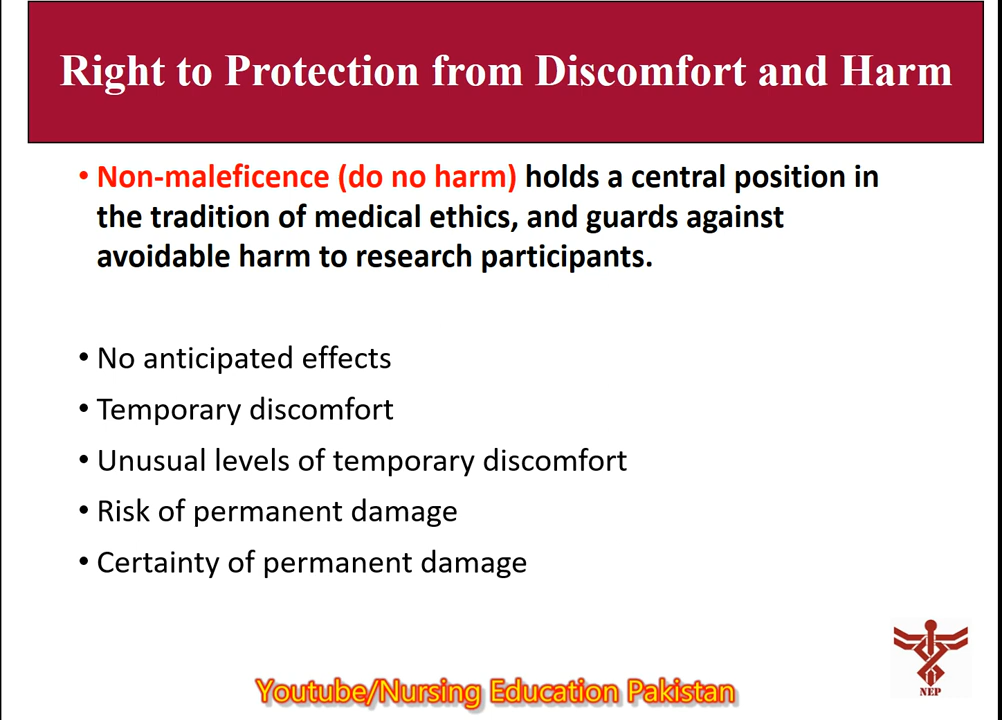 Right to Protection from Discomfort and Harm
• Non-maleficence (do no harm) holds a central position in
the tradition of medical ethics, and guards against
avoidable harm to research participants.
• No anticipated effects
• Temporary discomfort
• Unusual levels of temporary discomfort
• Risk of permanent damage
• Certainty of permanent damage
NEP
Youtube/Nursing Education Pakistan